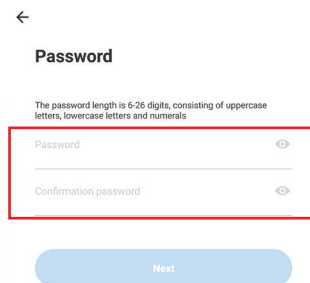 Password
The password length is 6-26 digits, consisting of uppercase
letters, lowercase letters and numerals
Password
Confirmation password
Next